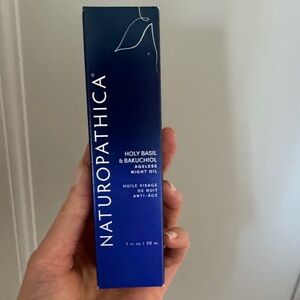 NATUROPATHICA®
HOLY BASIL
& BAKUCHIOL
AGELESS
NIGHT OIL
HUILE VISAGE
DE NUIT
ANTI-ÂGE
1 fl. oz / 30 mL